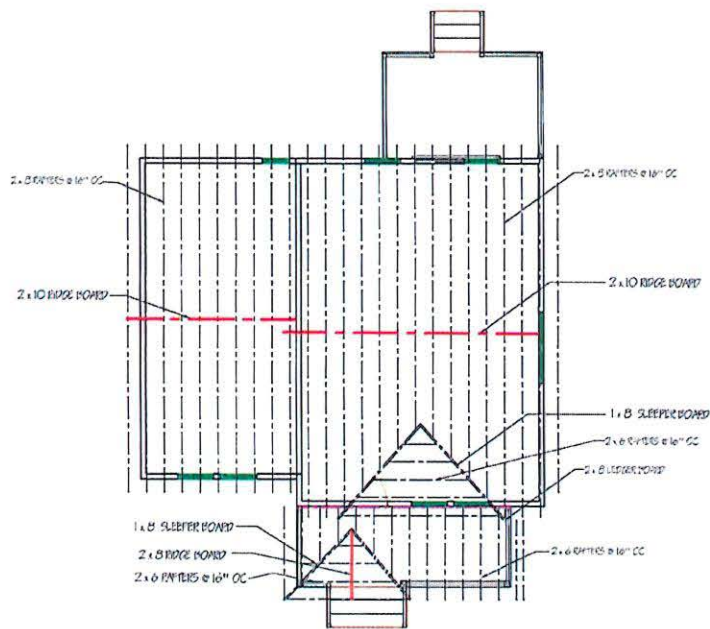 2 x 8 RAFTERS @ 16" OC
2 x 8 RAFTERS @ 16" OC
2 x 10 RIDGE BOARD
2 x 10 RIDGE BOARD
1 x 8 SLEEPER BOARD
2 x 6 RAFTERS @ 16" OC
2 x 8 LEDGER BOARD
1 x 8 SLEEPER BOARD
2 x 8 RIDGE BOARD
2 x 6 RAFTERS @ 16" OC
2 x 6 RAFTERS @ 16" OC